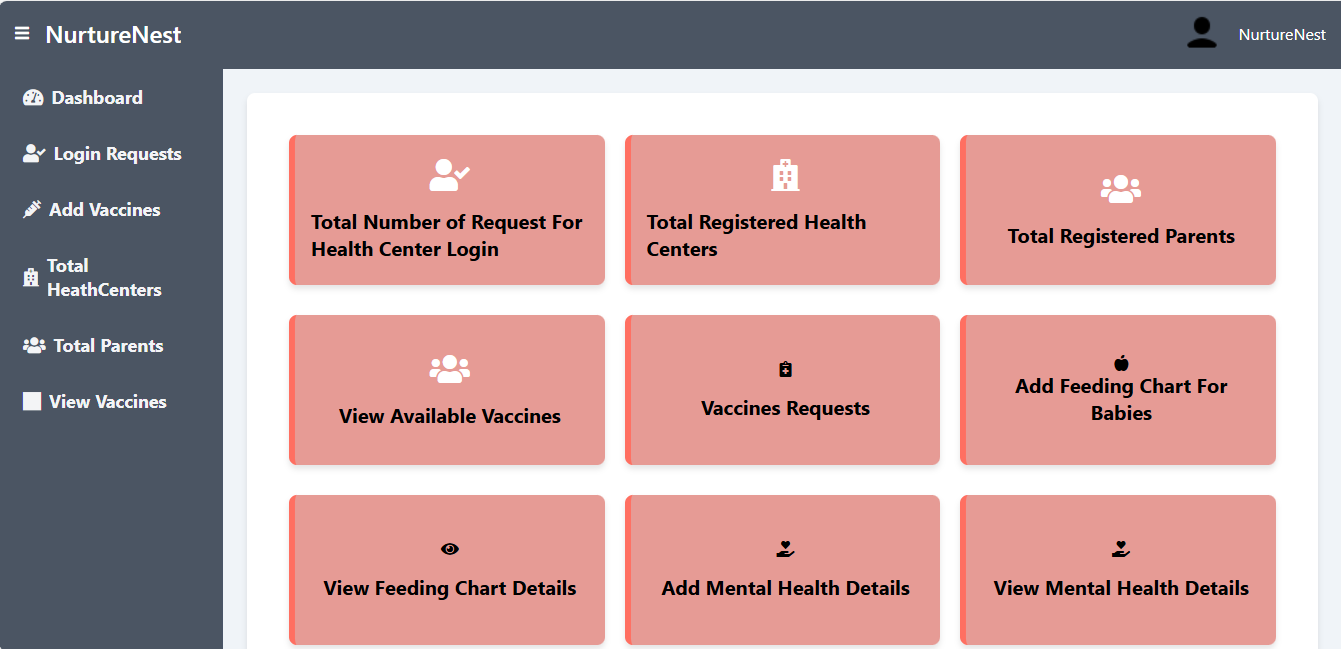 NurtureNest
NurtureNest
Dashboard
Login Requests
Add Vaccines
Total
HeathCenters
Total Parents
View Vaccines
Total Number of Request For
Health Center Login
Total Registered Health
Centers
Total Registered Parents
View Available Vaccines
Vaccines Requests
Add Feeding Chart For
Babies
View Feeding Chart Details
Add Mental Health Details
View Mental Health Details